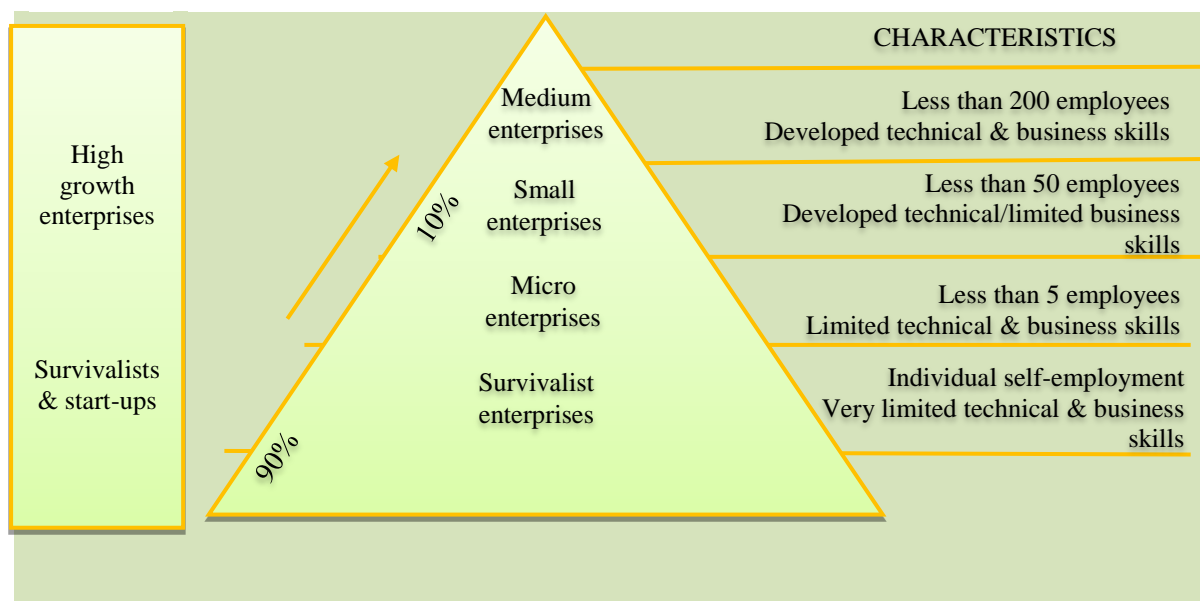 High
growth
enterprises
Survivalists
& start-ups
10%
90%
Medium
enterprises
Small
enterprises
Micro
enterprises
Survivalist
enterprises
CHARACTERISTICS
Less than 200 employees
Developed technical & business skills
Less than 50 employees
Developed technical/limited business
skills
Less than 5 employees
Limited technical & business skills
Individual self-employment
Very limited technical & business
skills